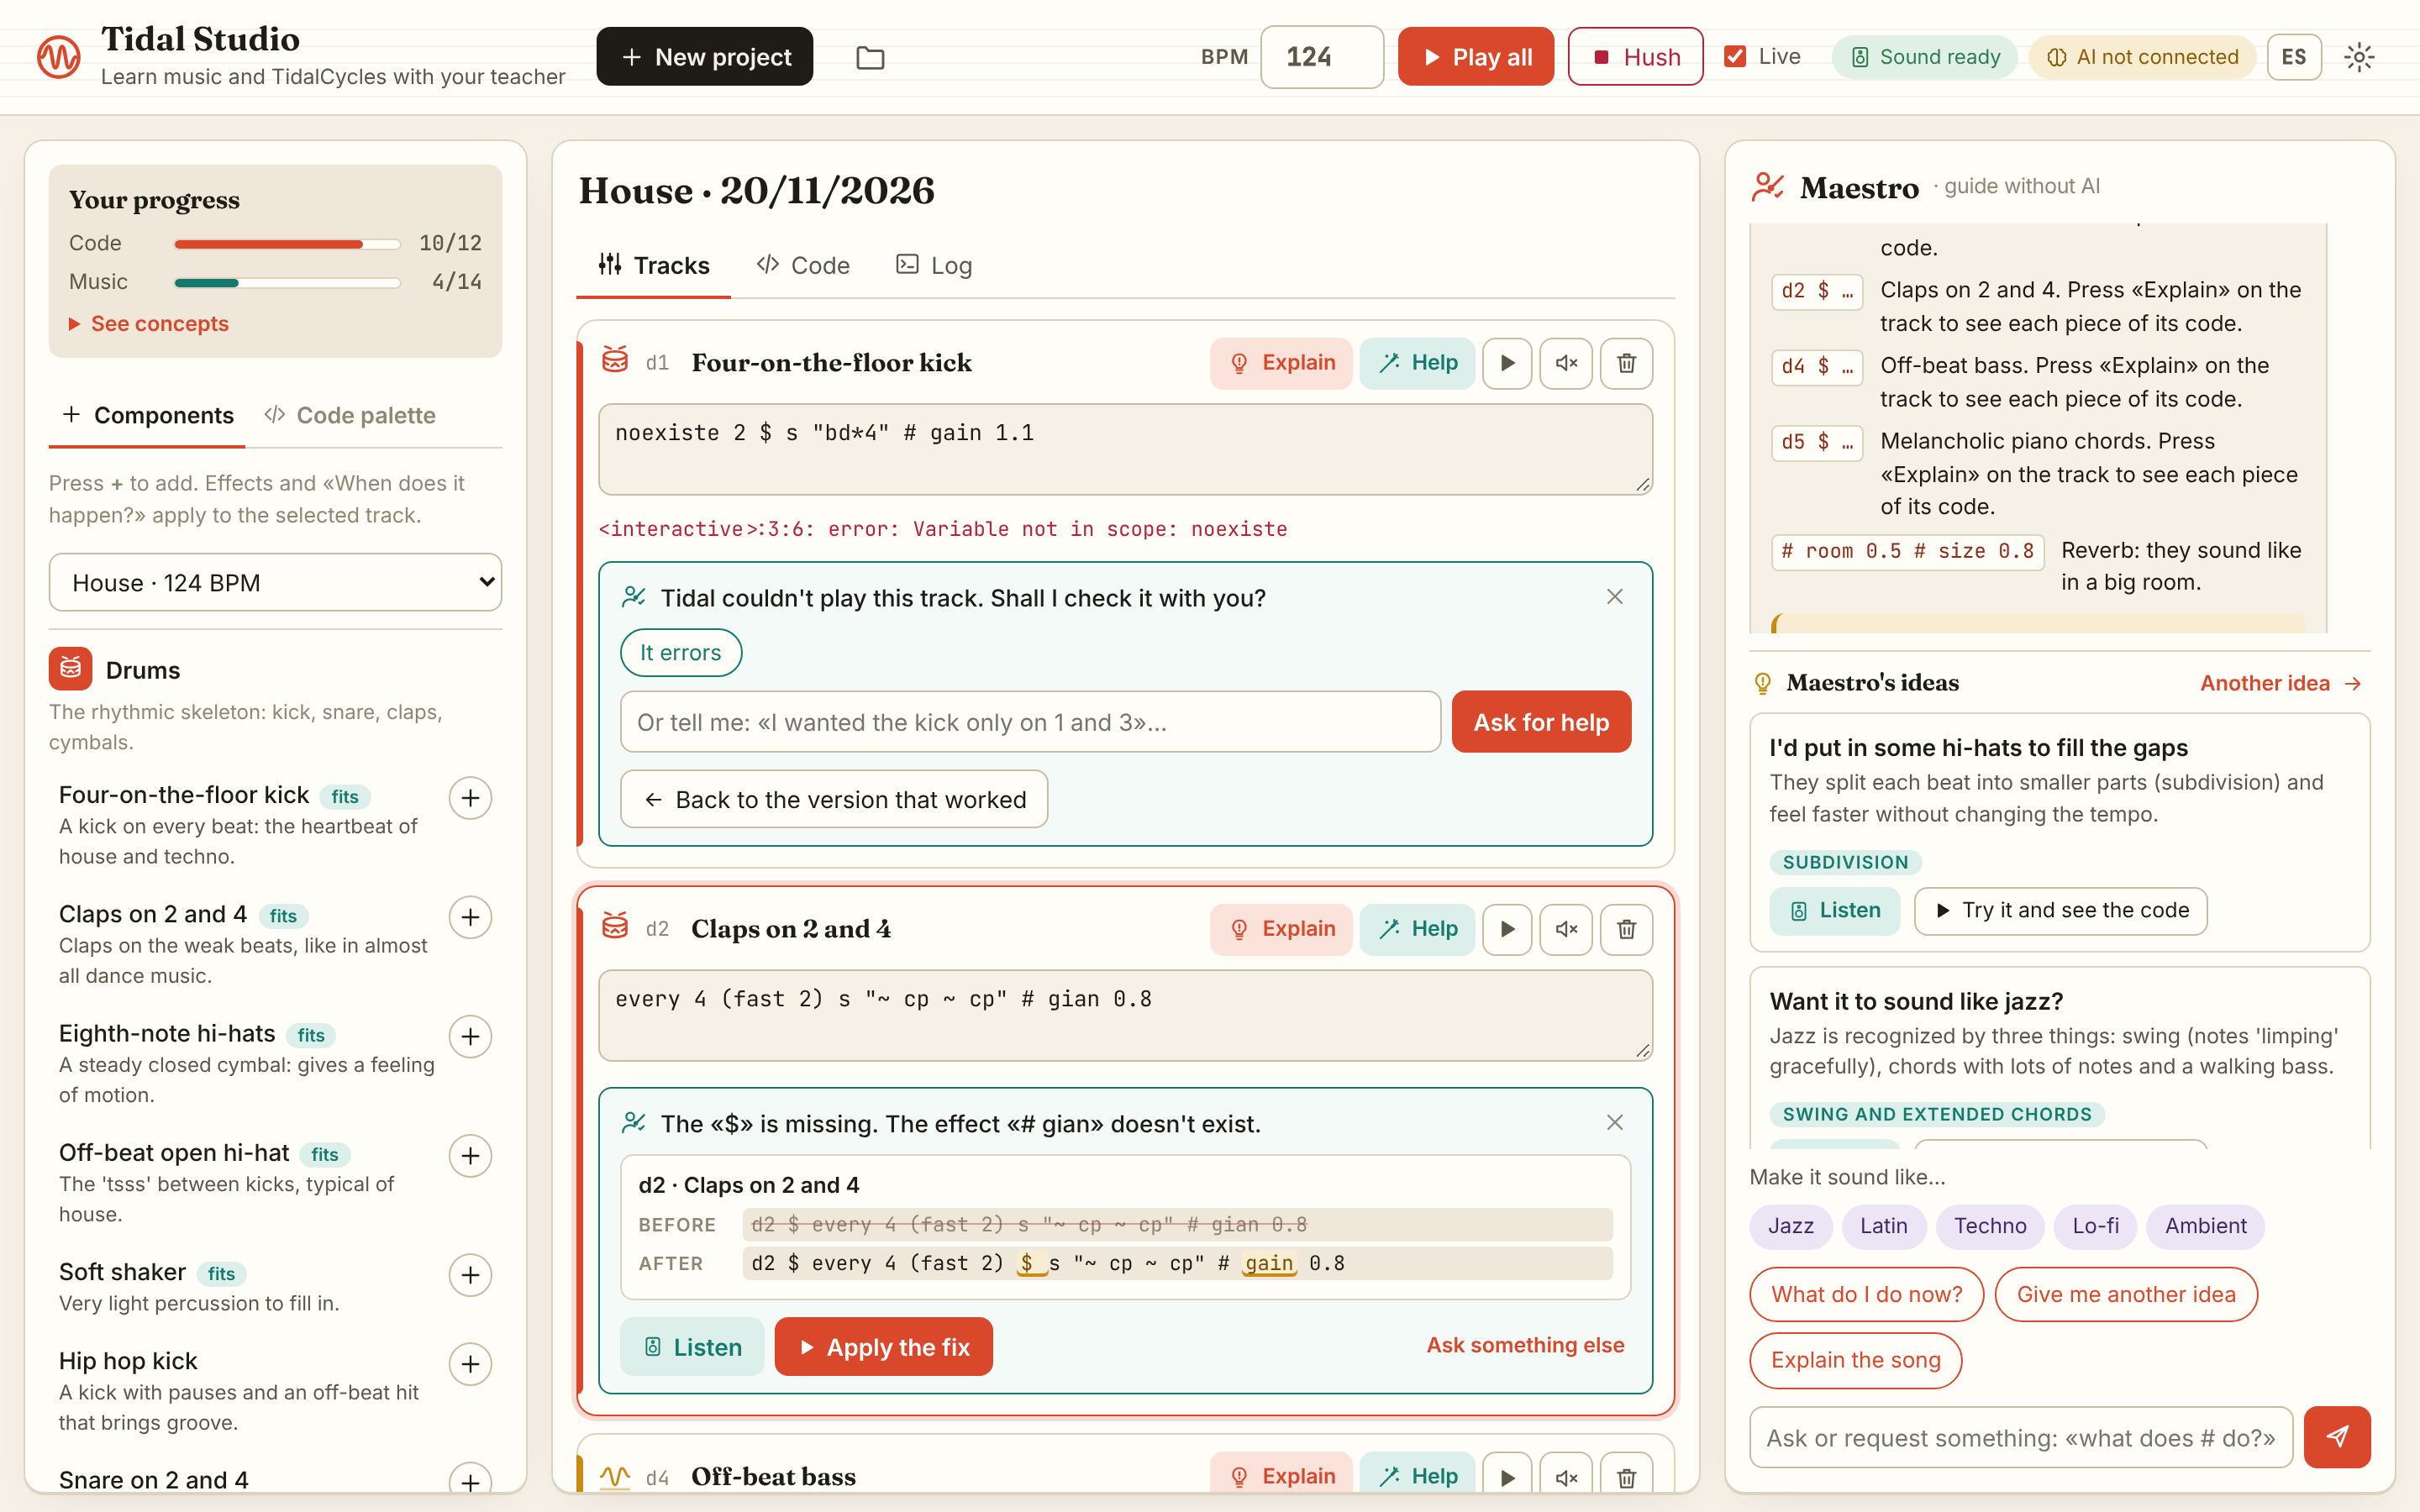 Tidal Studio
Learn music and TidalCycles with your teacher
New project
BPM
124
Play all
Hush
Live
Sound ready
AI not connected
ES
Your progress
Code
10/12
Music
4/14
See concepts
Components
Code palette
Press + to add. Effects and «When does it
happen?» apply to the selected track.
House · 124 BPM
Drums
The rhythmic skeleton: kick, snare, claps,
cymbals.
Four-on-the-floor kick
fits
A kick on every beat: the heartbeat of
house and techno.
Claps on 2 and 4
fits
Claps on the weak beats, like in almost
all dance music.
Eighth-note hi-hats
fits
A steady closed cymbal: gives a feeling
of motion.
Off-beat open hi-hat
fits
The 'tsss' between kicks, typical of
house.
Soft shaker
fits
Very light percussion to fill in.
Hip hop kick
A kick with pauses and an off-beat hit
that brings groove.
Snare on 2 and 4
House · 20/11/2026
Tracks
Code
Log
d1
Four-on-the-floor kick
Explain
Help
noexiste 2 $ s "bd*4" # gain 1.1
<interactive>:3:6: error: Variable not in scope: noexiste
Tidal couldn't play this track. Shall I check it with you?
It errors
Or tell me: «I wanted the kick only on 1 and 3»...
Ask for help
Back to the version that worked
d2
Claps on 2 and 4
Explain
Help
every 4 (fast 2) s "~ cp ~ cp" # gian 0.8
The «$» is missing. The effect «# gian» doesn't exist.
d2 · Claps on 2 and 4
BEFORE
d2 $ every 4 (fast 2) s "~ cp ~ cp" # gian 0.8
AFTER
d2 $ every 4 (fast 2) $ s "~ cp ~ cp" # gain 0.8
Listen
Apply the fix
Ask something else
d4
Off-beat bass
Explain
Help
Maestro
· guide without AI
code.
d2 $ …
Claps on 2 and 4. Press «Explain» on the
track to see each piece of its code.
d4 $ …
Off-beat bass. Press «Explain» on the
track to see each piece of its code.
d5 $ …
Melancholic piano chords. Press
«Explain» on the track to see each piece
of its code.
# room 0.5 # size 0.8
Reverb: they sound like
in a big room.
Maestro's ideas
Another idea
I'd put in some hi-hats to fill the gaps
They split each beat into smaller parts (subdivision) and
feel faster without changing the tempo.
SUBDIVISION
Listen
Try it and see the code
Want it to sound like jazz?
Jazz is recognized by three things: swing (notes 'limping'
gracefully), chords with lots of notes and a walking bass.
SWING AND EXTENDED CHORDS
Make it sound like...
Jazz
Latin
Techno
Lo-fi
Ambient
What do I do now?
Give me another idea
Explain the song
Ask or request something: «what does # do?»